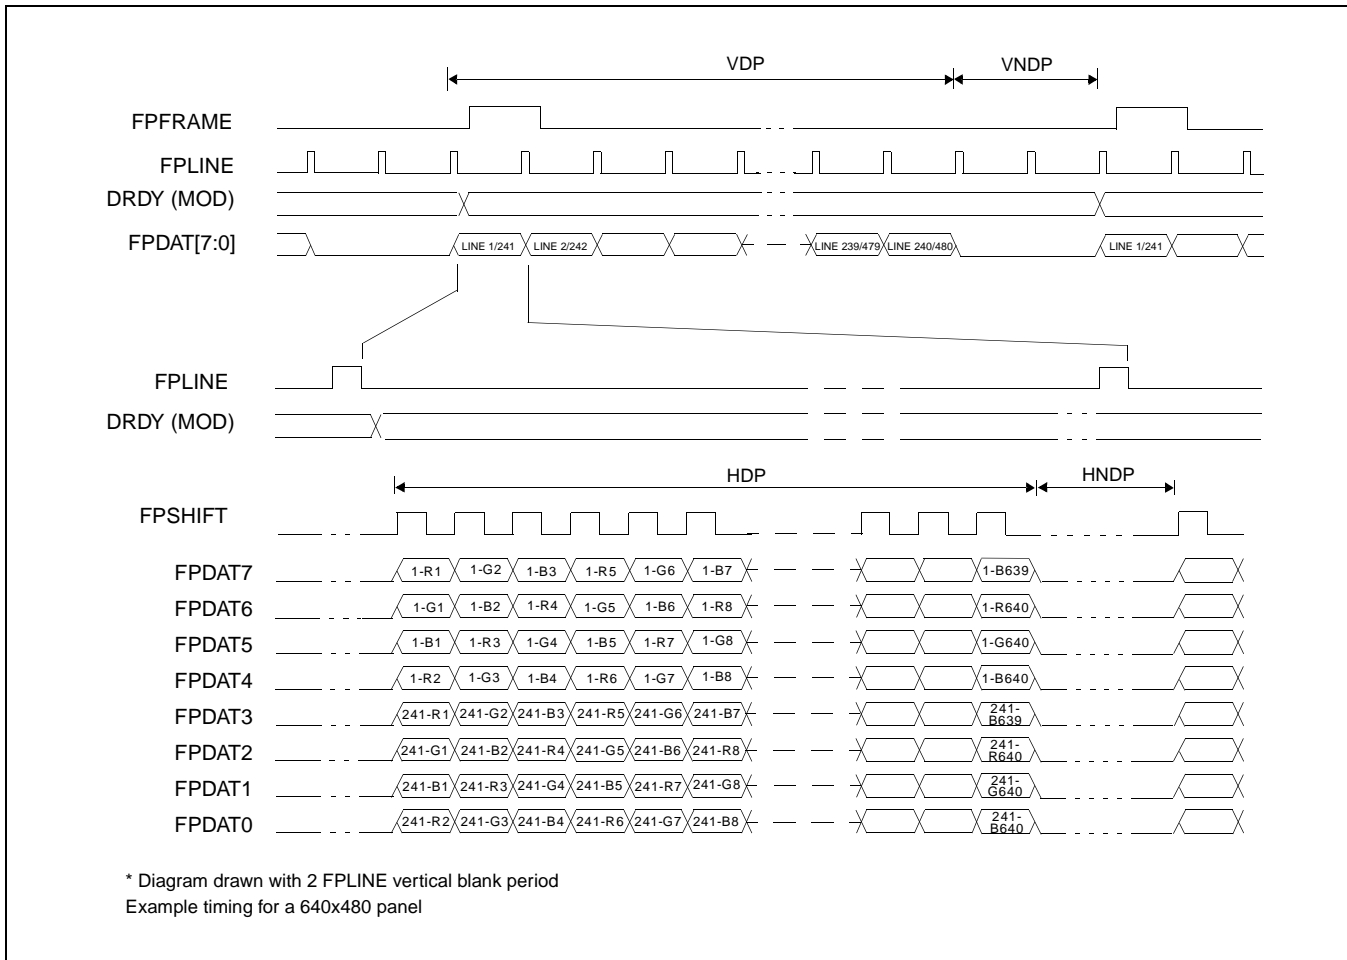 VDP VNDP
FPFRAME
FPLINE
DRDY (MOD)
FPDAT[7:0] LINE 1/241 LINE 2/242 LINE 239/479 LINE 240/480 LINE 1/241
FPLINE
DRDY (MOD)
HDP HNDP
FPSHIFT
FPDAT7 1-R1 1-G2 1-B3 1-R5 1-G6 1-B7 1-B639
FPDAT6 1-G1 1-B2 1-R4 1-G5 1-B6 1-R8 1-R640
FPDAT5 1-B1 1-R3 1-G4 1-B5 1-R7 1-G8 1-G640
FPDAT4 1-R2 1-G3 1-B4 1-R6 1-G7 1-B8 1-B640
FPDAT3 241-R1 241-G2 241-B3 241-R5 241-G6 241-B7 241-B639
FPDAT2 241-G1 241-B2 241-R4 241-G5 241-B6 241-R8 241-R640
FPDAT1 241-B1 241-R3 241-G4 241-B5 241-R7 241-G8 241-G640
FPDAT0 241-R2 241-G3 241-B4 241-R6 241-G7 241-B8 241-B640
* Diagram drawn with 2 FPLINE vertical blank period
Example timing for a 640x480 panel